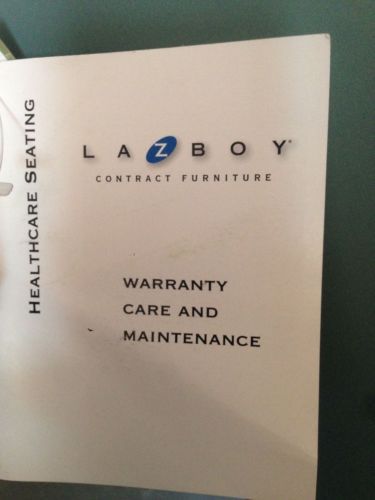 HEALTHCARE SEATING
LAZBOY®
CONTRACT FURNITURE
WARRANTY
CARE AND
MAINTENANCE